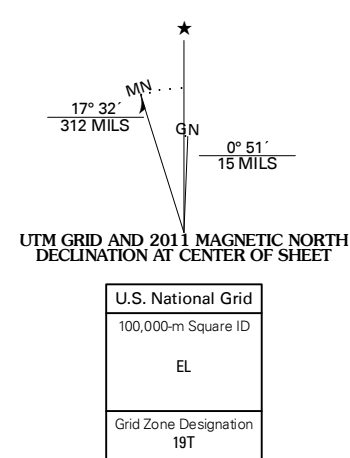 MN
17° 32´
312 MILS
GN
0° 51´
15 MILS
UTM GRID AND 2011 MAGNETIC NORTH
DECLINATION AT CENTER OF SHEET
U.S. National Grid
100,000-m Square ID
EL
Grid Zone Designation
19T